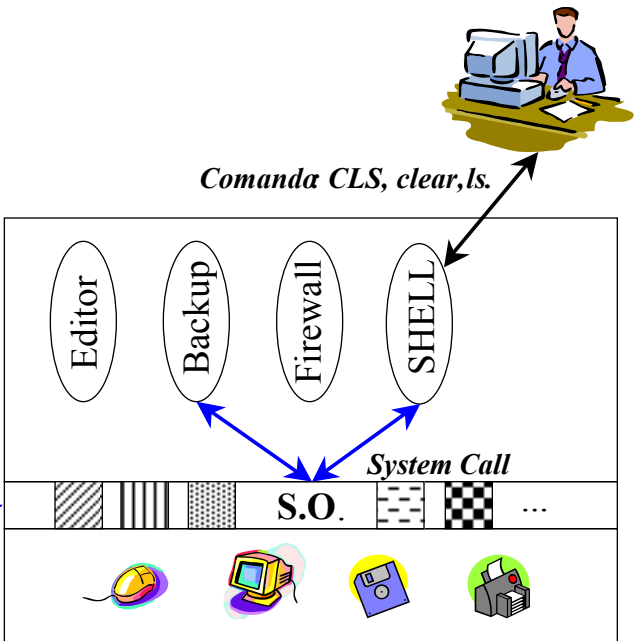 Comanda: CLS, clear,ls.
Editor
Backup
Firewall
SHELL
System Call
S.O.
...